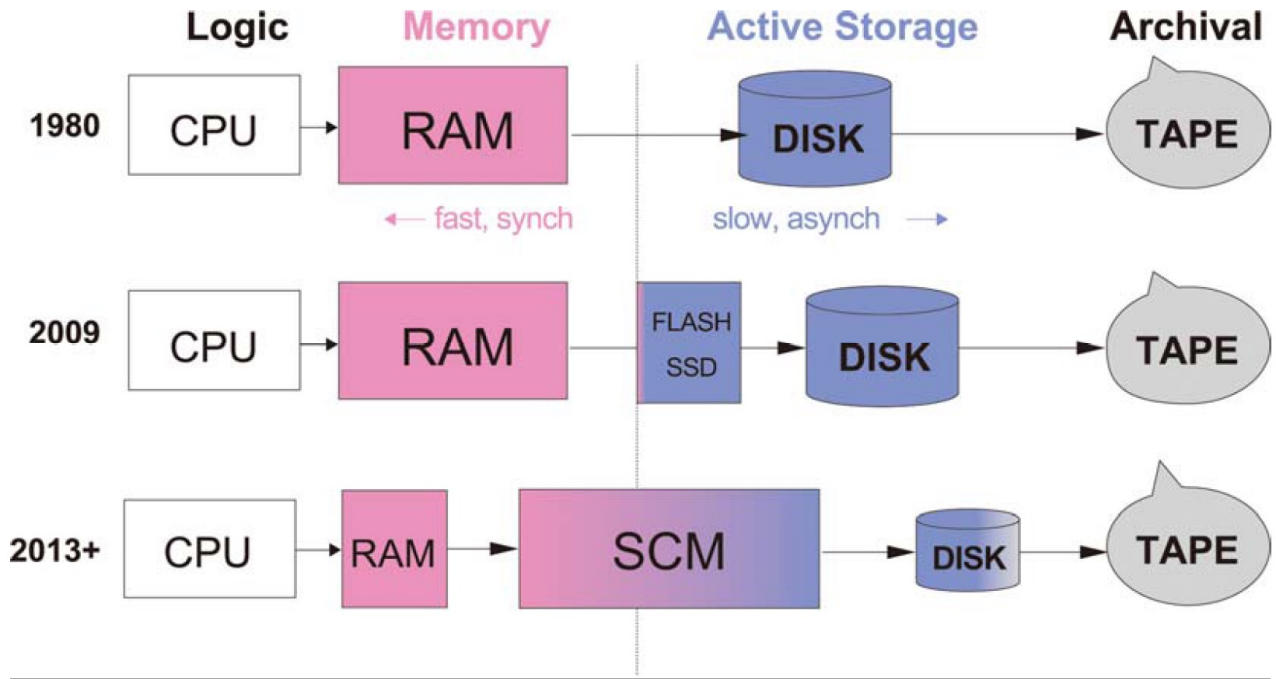 Logic Memory Active Storage Archival
1980 CPU RAM DISK TAPE
← fast, synch slow, asynch →
2009 CPU RAM FLASH SSD DISK TAPE
2013+ CPU RAM SCM DISK TAPE